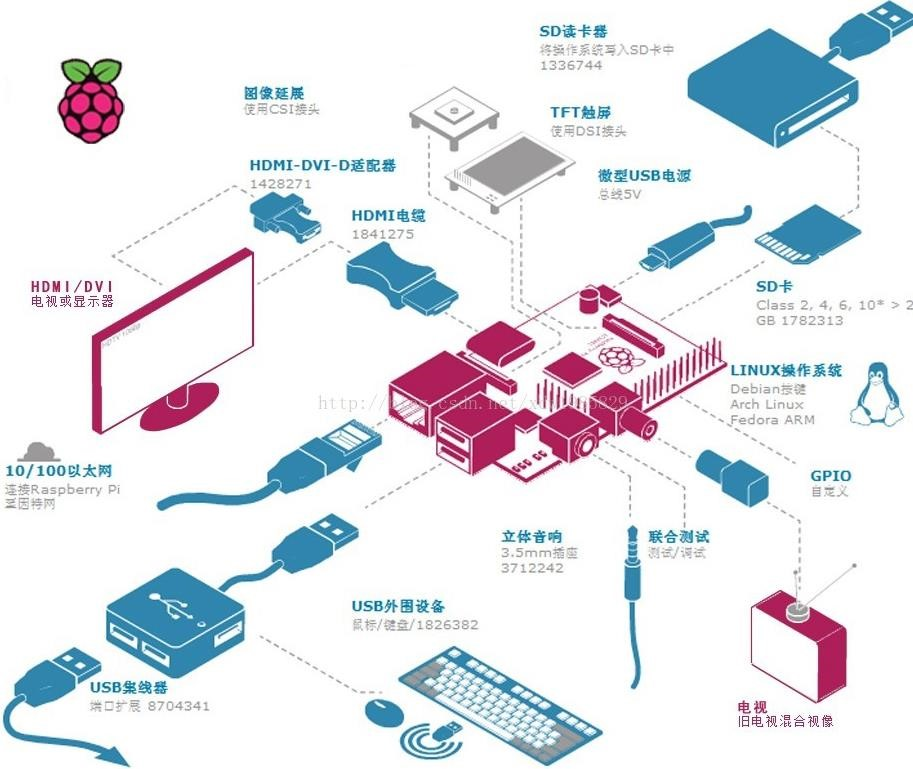 SD读卡器
将操作系统写入SD卡中
1336744
图像延展
使用CSI接头
TFT触屏
使用DSI接头
HDMI-DVI-D适配器
1428271
微型USB电源
总线5V
HDMI电缆
1841275
HDMI/DVI
电视或显示器
SD卡
Class 2, 4, 6, 10* > 2
GB 1782313
LINUX操作系统
Debian按键
Arch Linux
Fedora ARM
10/100以太网
连接Raspberry Pi
至因特网
GPIO
自定义
立体音响
3.5mm插座
3712242
联合测试
测试/调试
USB外围设备
鼠标/键盘/1826382
USB集线器
端口扩展 8704341
电视
旧电视混合视像